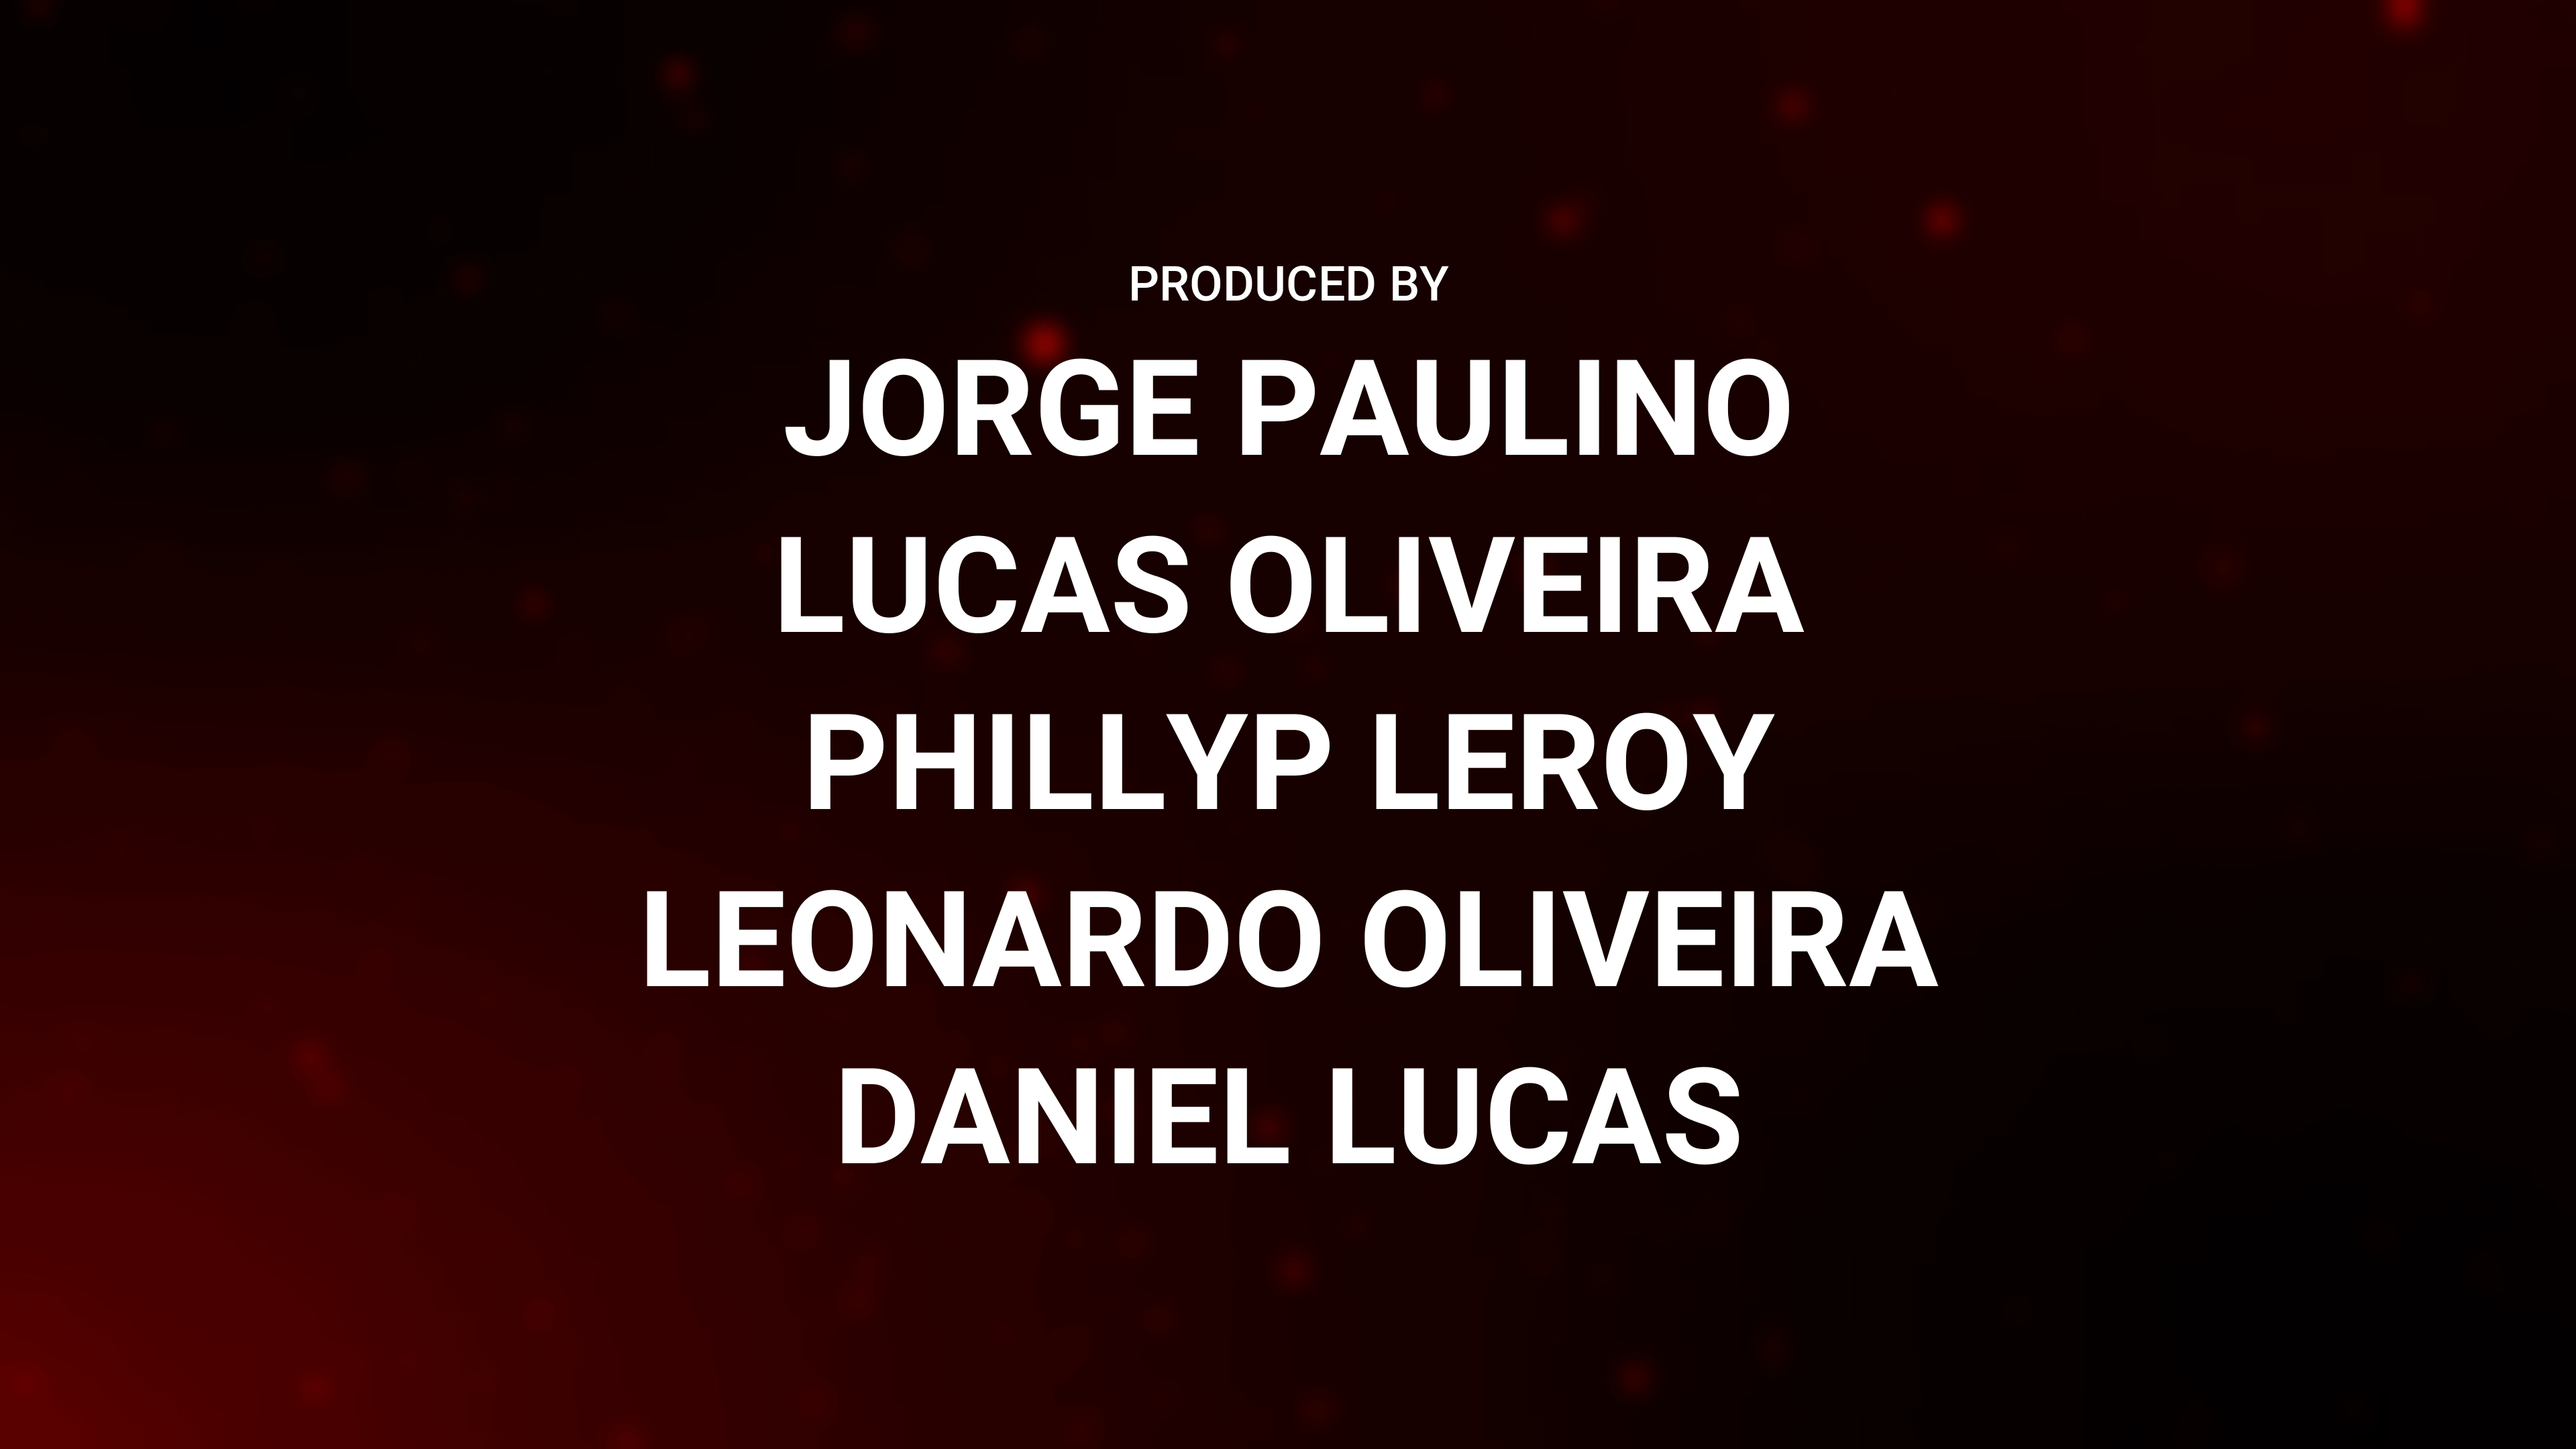 PRODUCED BY
JORGE PAULINO
LUCAS OLIVEIRA
PHILLYP LEROY
LEONARDO OLIVEIRA
DANIEL LUCAS